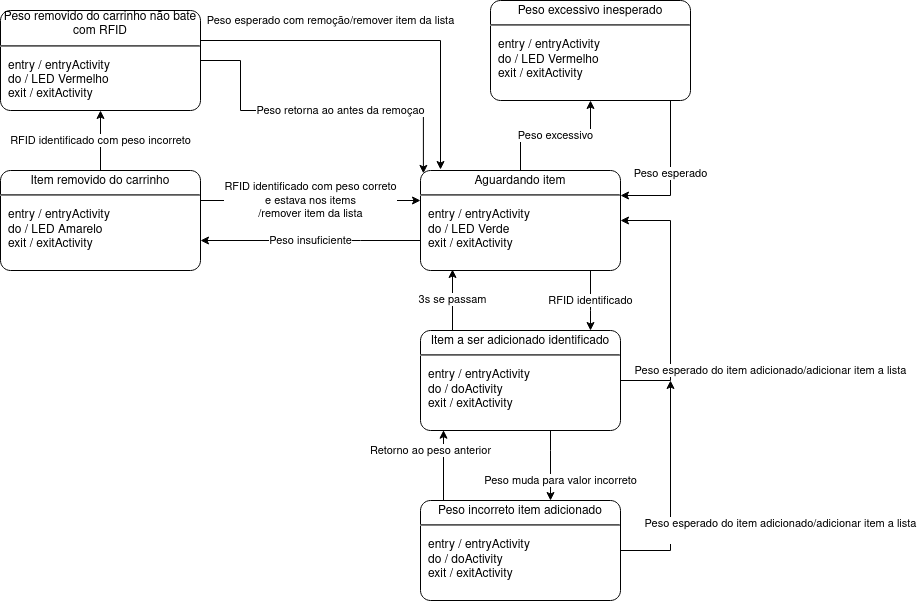 Peso removido do carrinho não bate
com RFID
entry / entryActivity
do / LED Vermelho
exit / exitActivity
Peso esperado com remoção/remover item da lista
Peso retorna ao antes da remoçao
Peso excessivo inesperado
entry / entryActivity
do / LED Vermelho
exit / exitActivity
RFID identificado com peso incorreto
Peso excessivo
Peso esperado
Item removido do carrinho
entry / entryActivity
do / LED Amarelo
exit / exitActivity
RFID identificado com peso correto
e estava nos items
/remover item da lista
Peso insuficiente
Aguardando item
entry / entryActivity
do / LED Verde
exit / exitActivity
3s se passam
RFID identificado
Item a ser adicionado identificado
entry / entryActivity
do / doActivity
exit / exitActivity
Peso esperado do item adicionado/adicionar item a lista
Retorno ao peso anterior
Peso muda para valor incorreto
Peso incorreto item adicionado
entry / entryActivity
do / doActivity
exit / exitActivity
Peso esperado do item adicionado/adicionar item a lista